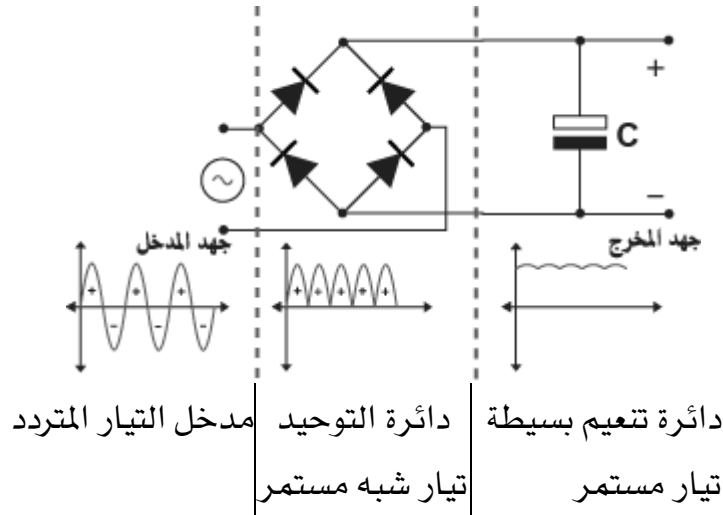 +
C
−
جهد المدخل
جهد المخرج
+ + +
- - -
+ + + + +
مدخل التيار المتردد
دائرة التوحيد
تيار شبه مستمر
دائرة تنعيم بسيطة
تيار مستمر